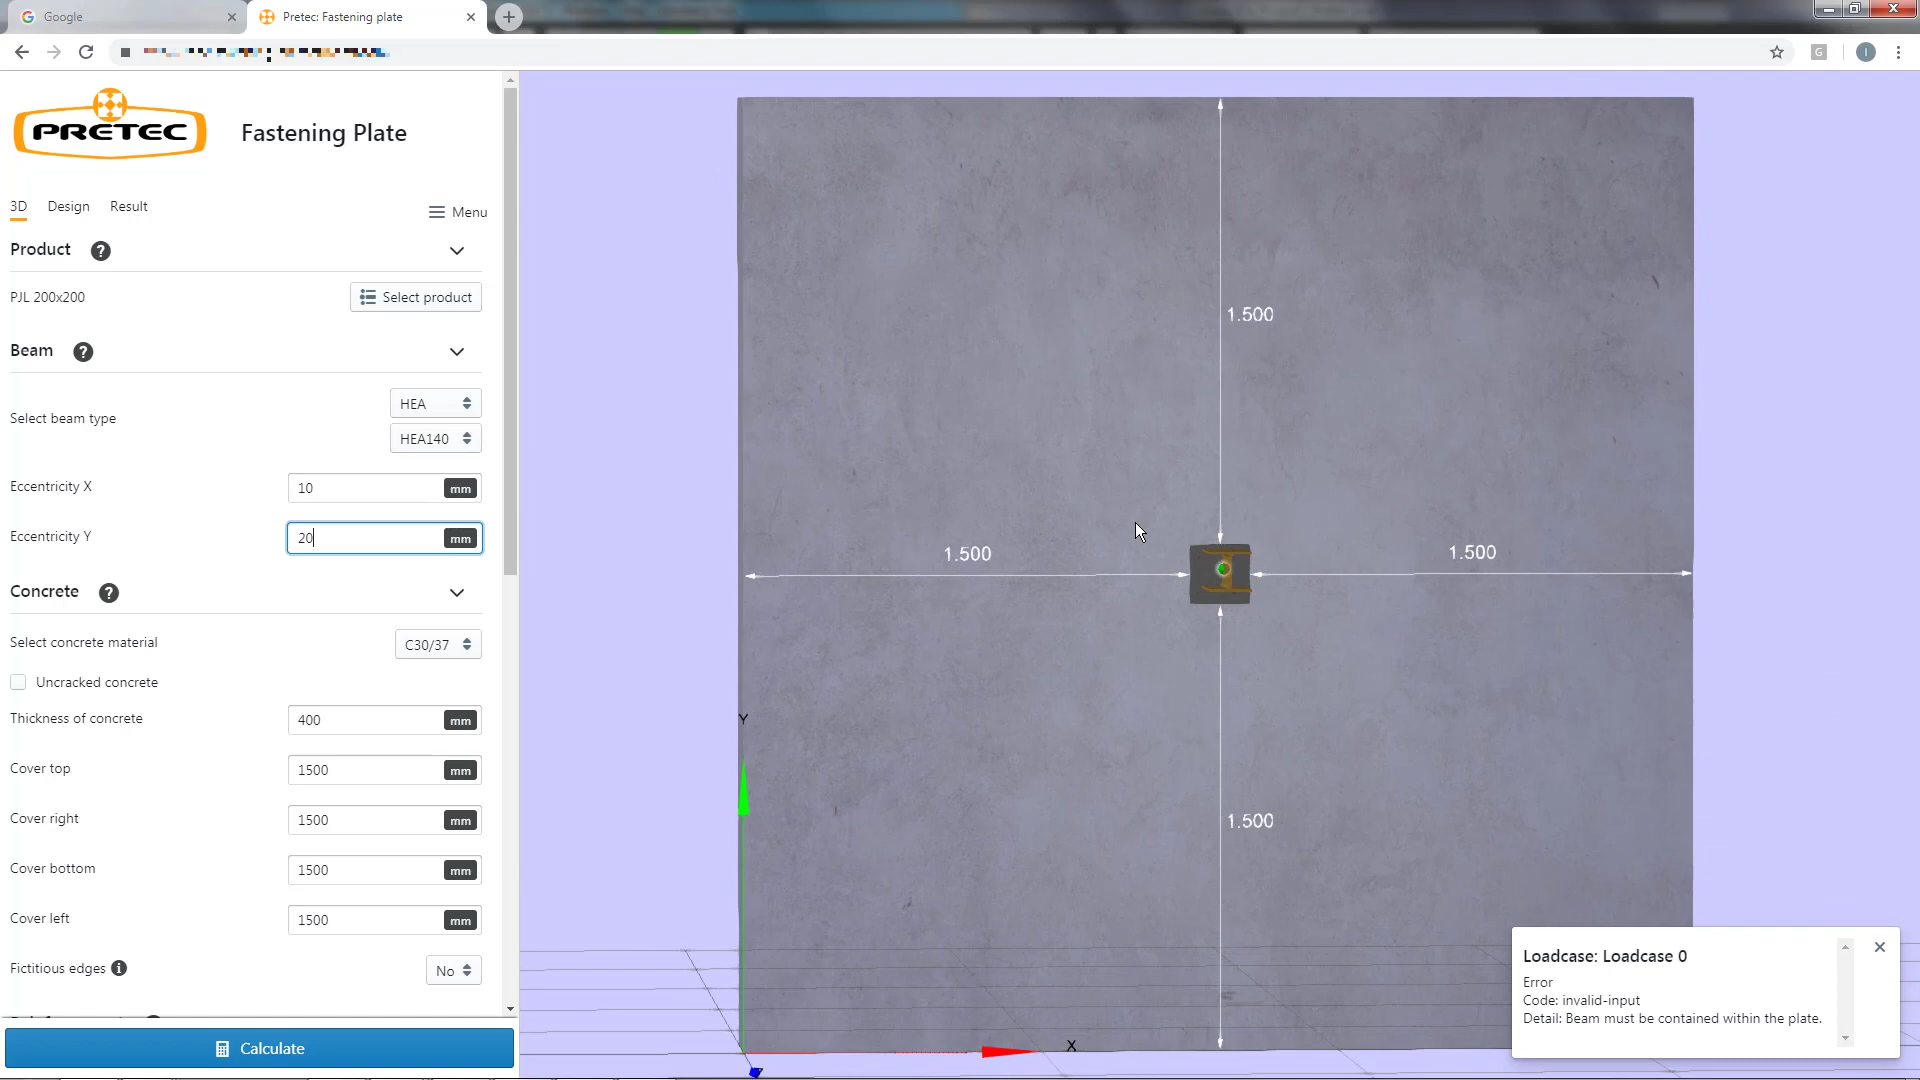 Google
Pretec: Fastening plate
G
I
PRETEC
Fastening Plate
3D
Design
Result
Menu
Product
PJL 200x200
Select product
Beam
Select beam type
HEA
HEA140
Eccentricity X
10
mm
Eccentricity Y
20
mm
Concrete
Select concrete material
C30/37
Uncracked concrete
Thickness of concrete
400
mm
Cover top
1500
mm
Cover right
1500
mm
Cover bottom
1500
mm
Cover left
1500
mm
Fictitious edges
No
Calculate
1.500
1.500
1.500
1.500
Y
X
Loadcase: Loadcase 0
Error
Code: invalid-input
Detail: Beam must be contained within the plate.